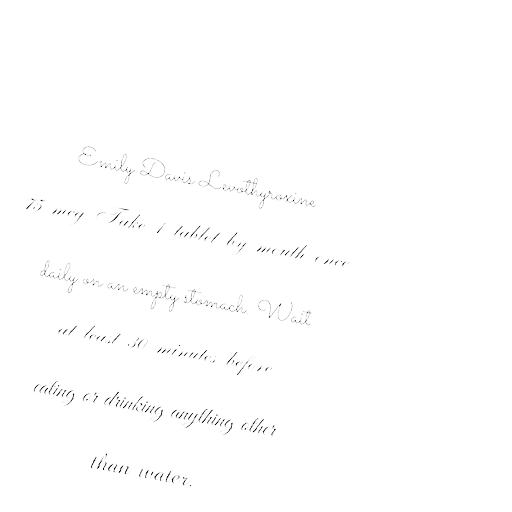 Emily Davis Levothyroxine
75 mcg Take 1 tablet by mouth once
daily on an empty stomach. Wait
at least 30 minutes before
eating or drinking anything other
than water.